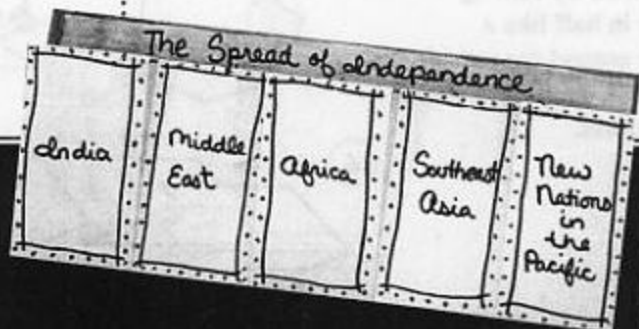 The Spread of Independence
India
Middle
East
Africa
Southeast
Asia
New
Nations
in
the
Pacific